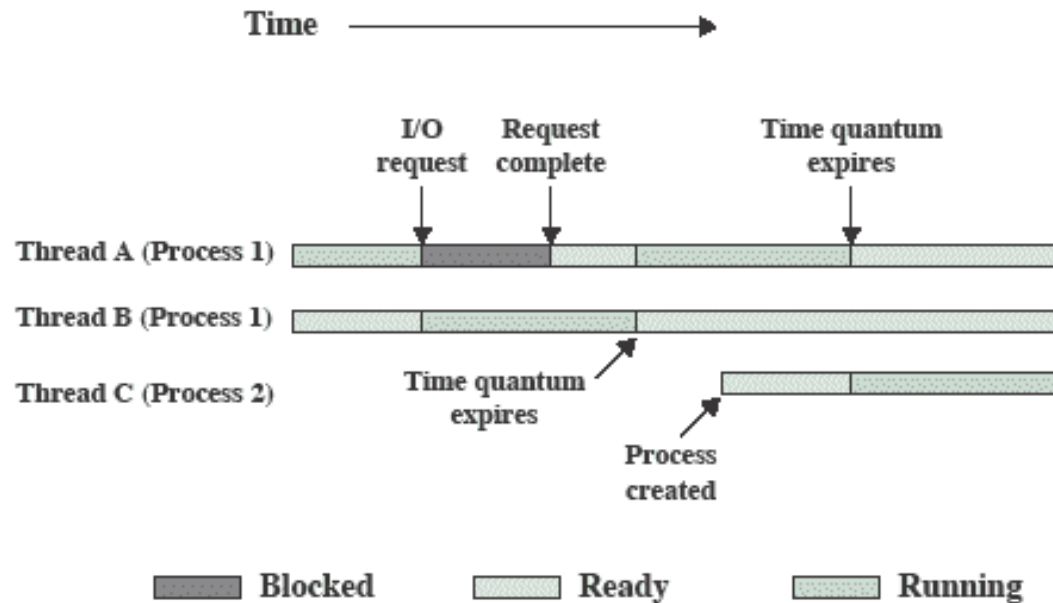 Time
I/O
request
Request
complete
Time quantum
expires
Thread A (Process 1)
Thread B (Process 1)
Thread C (Process 2)
Time quantum
expires
Process
created
Blocked
Ready
Running